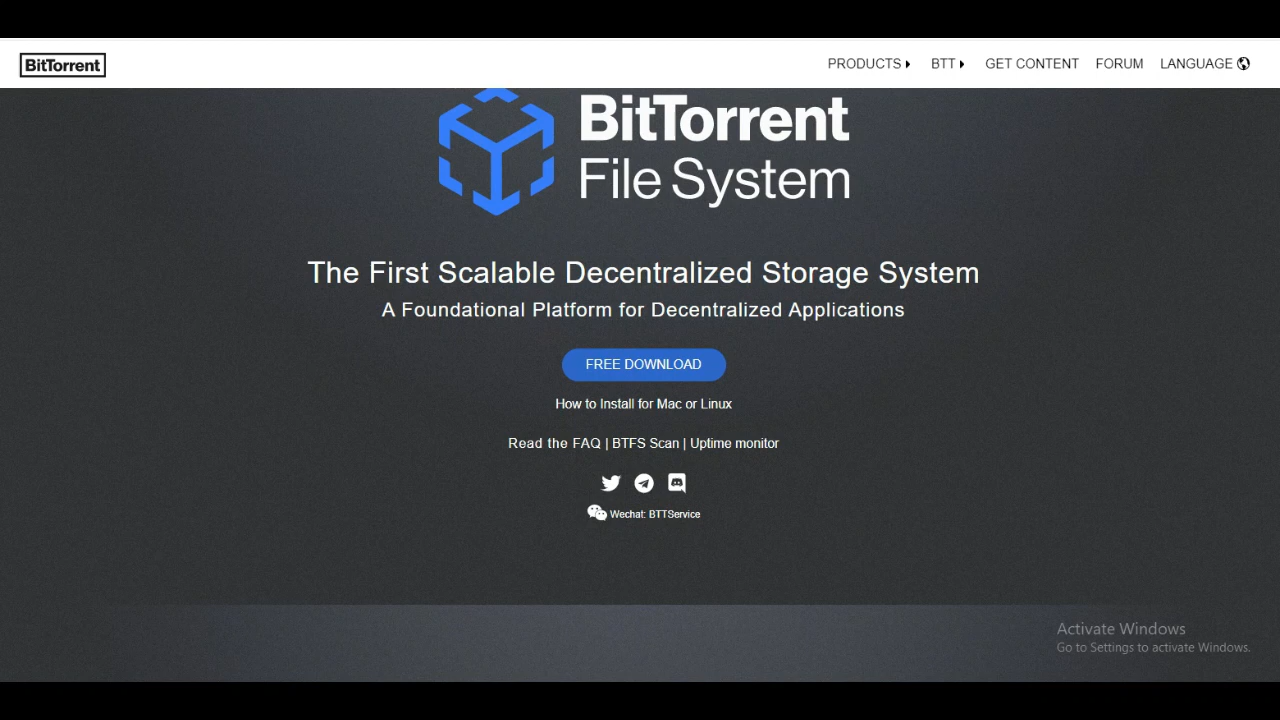 BitTorrent
PRODUCTS BTT GET CONTENT FORUM LANGUAGE
BitTorrent
File System
The First Scalable Decentralized Storage System
A Foundational Platform for Decentralized Applications
FREE DOWNLOAD
How to Install for Mac or Linux
Read the FAQ | BTFS Scan | Uptime monitor
Wechat: BTTService
Activate Windows
Go to Settings to activate Windows.